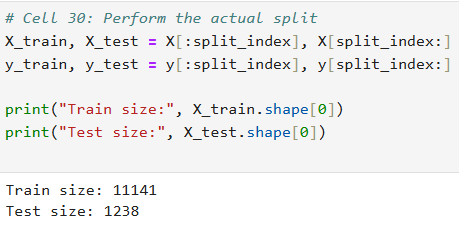 # Cell 30: Perform the actual split
X_train, X_test = X[:split_index], X[split_index:]
y_train, y_test = y[:split_index], y[split_index:]
print("Train size:", X_train.shape[0])
print("Test size:", X_test.shape[0])
Train size: 11141
Test size: 1238